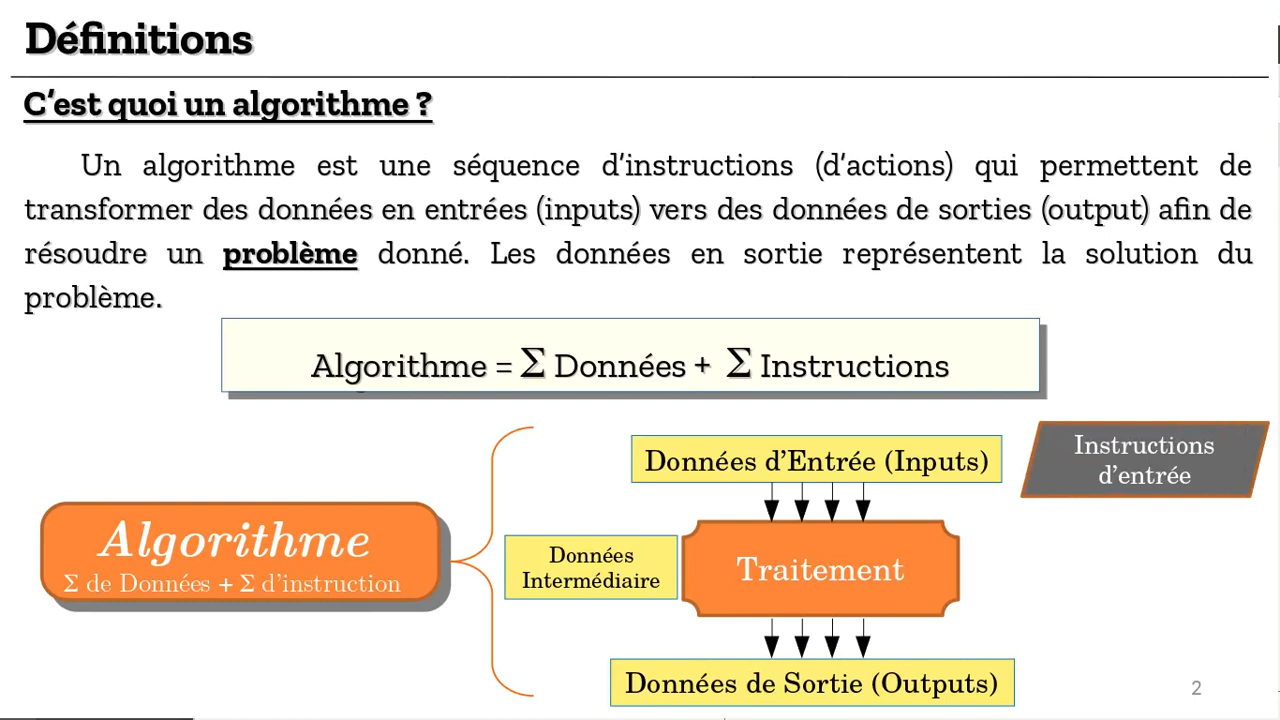 Définitions
C’est quoi un algorithme ?
Un algorithme est une séquence d’instructions (d’actions) qui permettent de
transformer des données en entrées (inputs) vers des données de sorties (output) afin de
résoudre un problème donné. Les données en sortie représentent la solution du
problème.
Algorithme = Σ Données + Σ Instructions
Instructions
d’entrée
Données d’Entrée (Inputs)
Algorithme
Σ de Données + Σ d’instruction
Données
Intermédiaire
Traitement
Données de Sortie (Outputs)
2